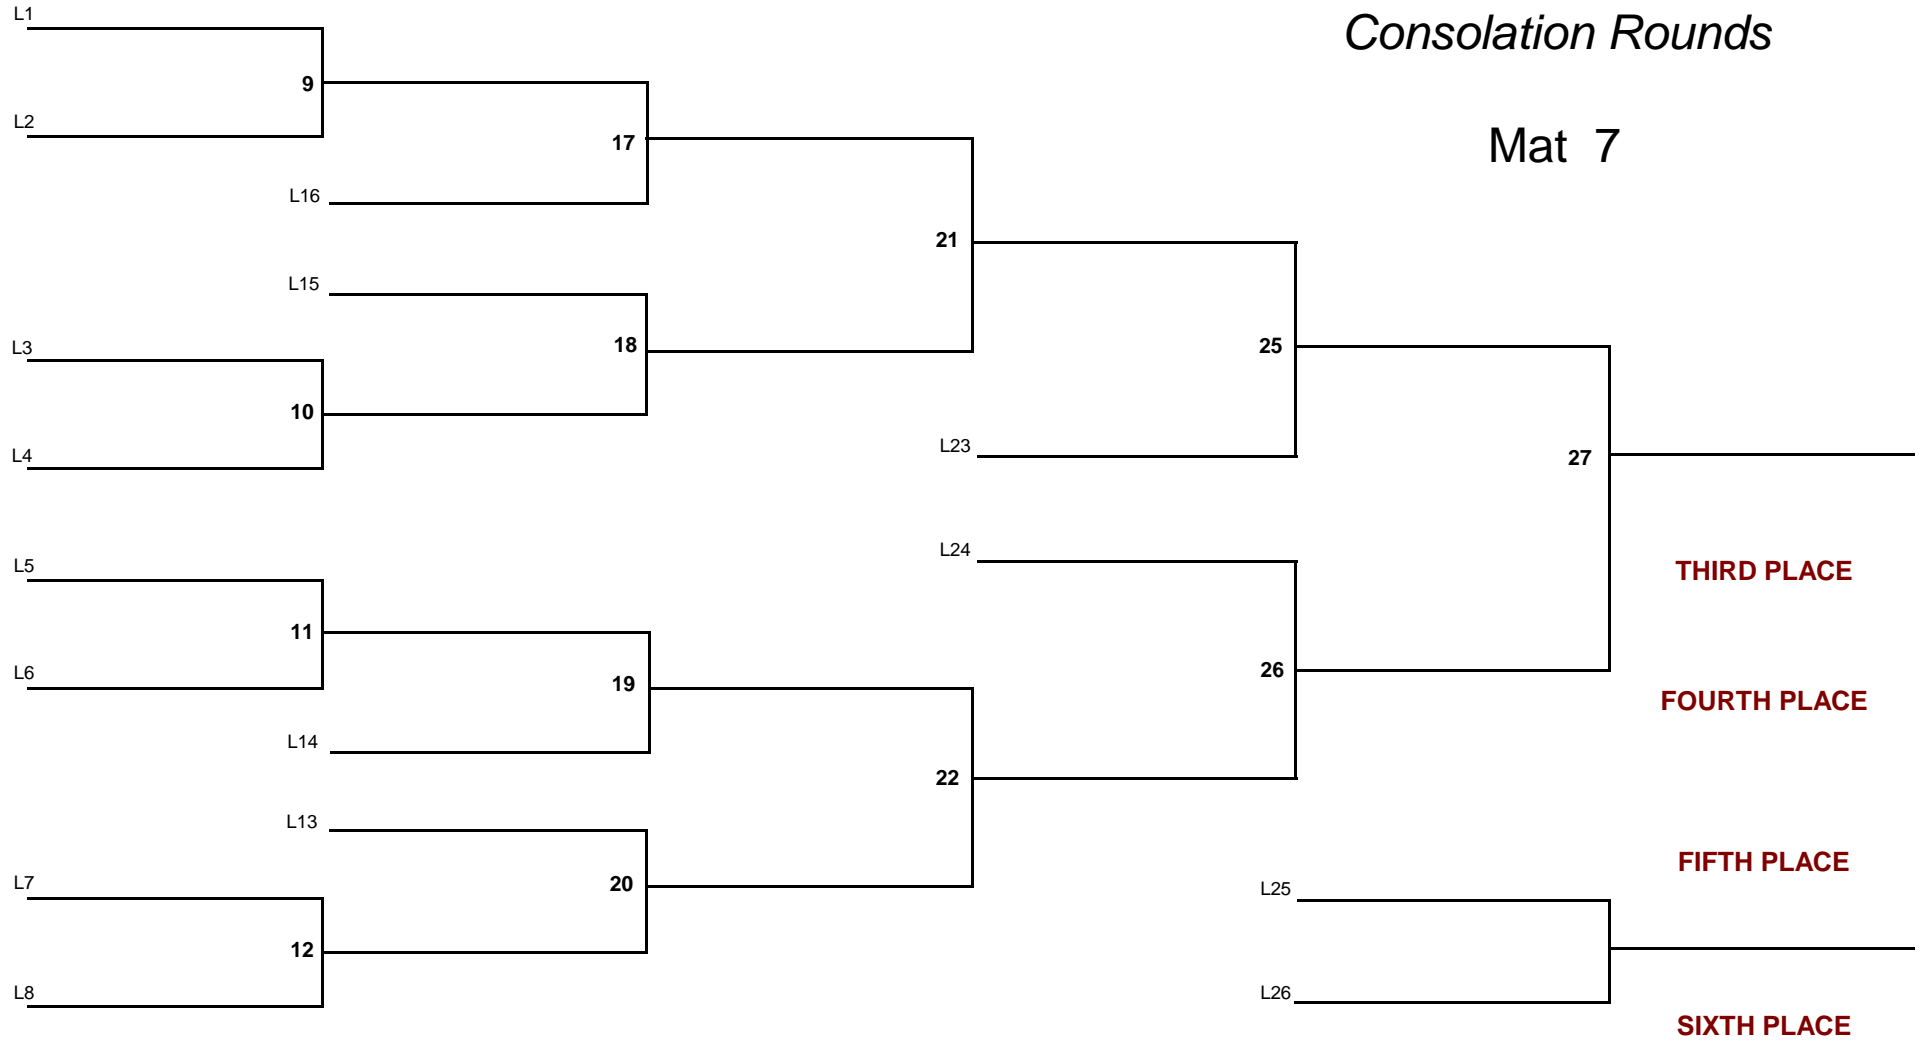 L1
Consolation Rounds
9
L2
17
Mat 7
L16
21
L15
L3
18
25
10
L4
L23
27
L24
L5
THIRD PLACE
11
L6
19
26
FOURTH PLACE
L14
22
L13
FIFTH PLACE
L7
20
L25
12
L8
L26
SIXTH PLACE